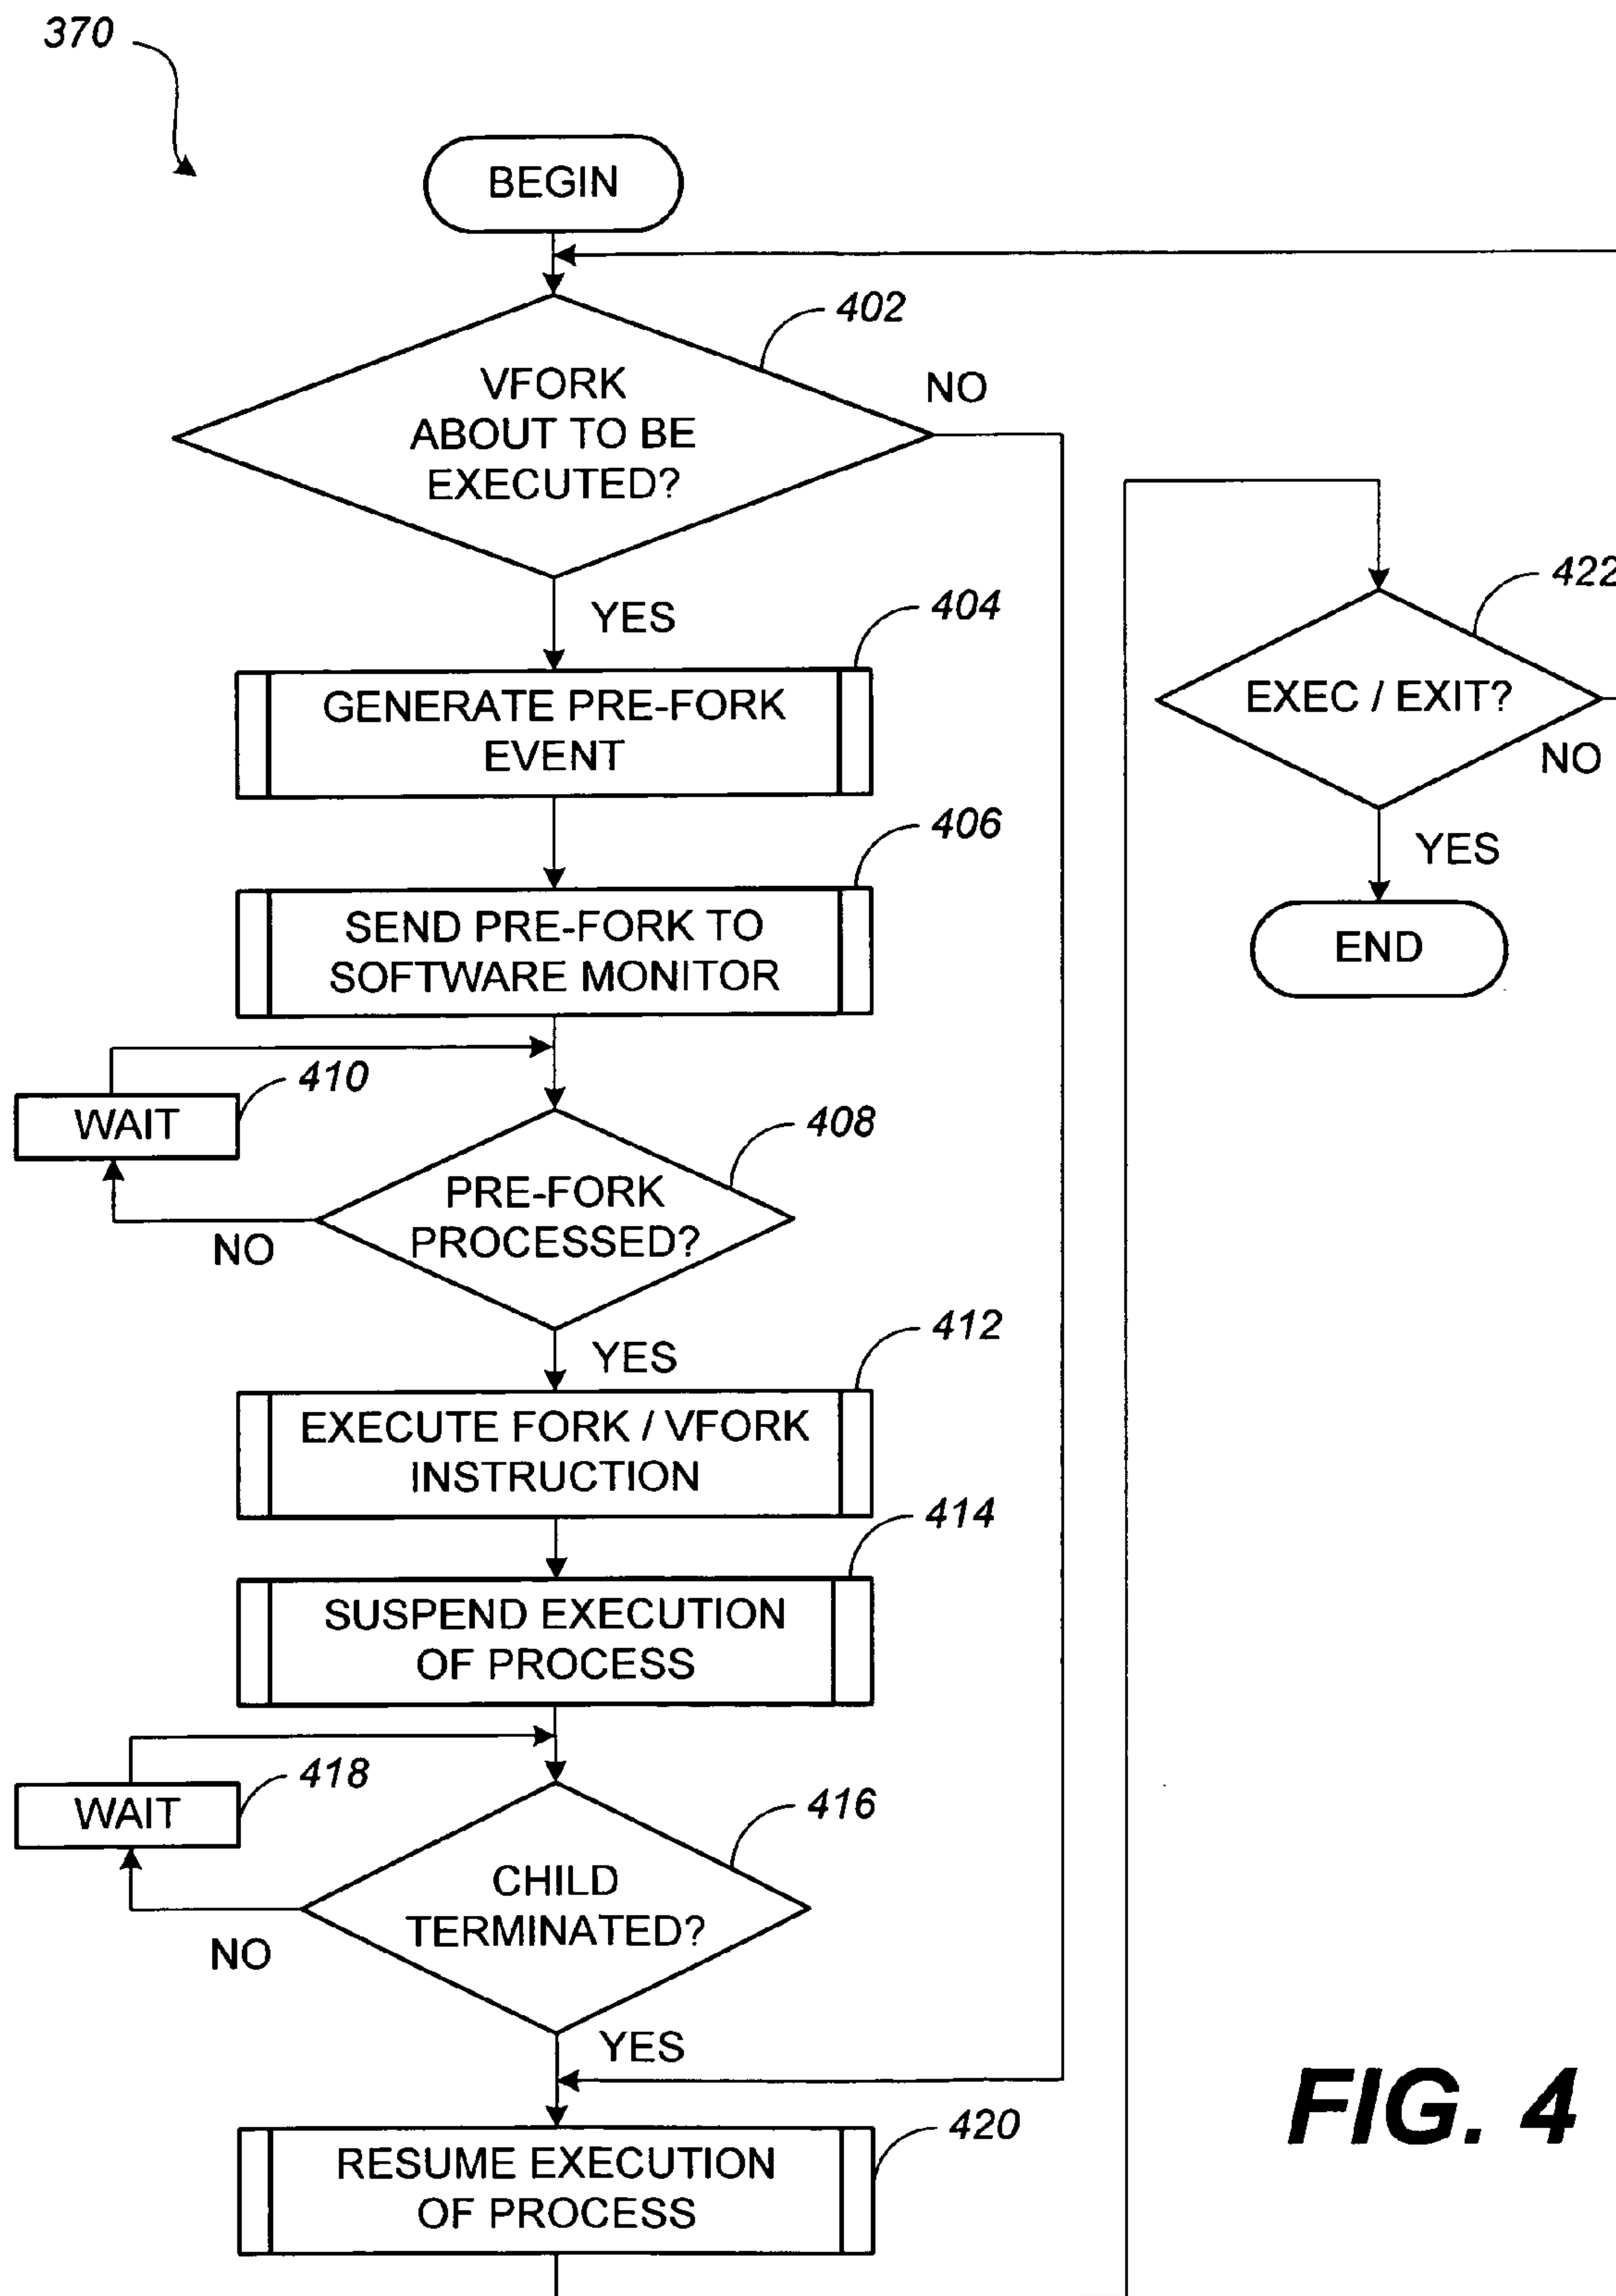 370
BEGIN
402
VFORK
ABOUT TO BE
EXECUTED?
NO
YES
404
GENERATE PRE-FORK
EVENT
406
SEND PRE-FORK TO
SOFTWARE MONITOR
410
WAIT
408
PRE-FORK
PROCESSED?
NO
YES
412
EXECUTE FORK / VFORK
INSTRUCTION
414
SUSPEND EXECUTION
OF PROCESS
418
WAIT
416
CHILD
TERMINATED?
NO
YES
420
RESUME EXECUTION
OF PROCESS
422
EXEC / EXIT?
NO
YES
END
FIG. 4